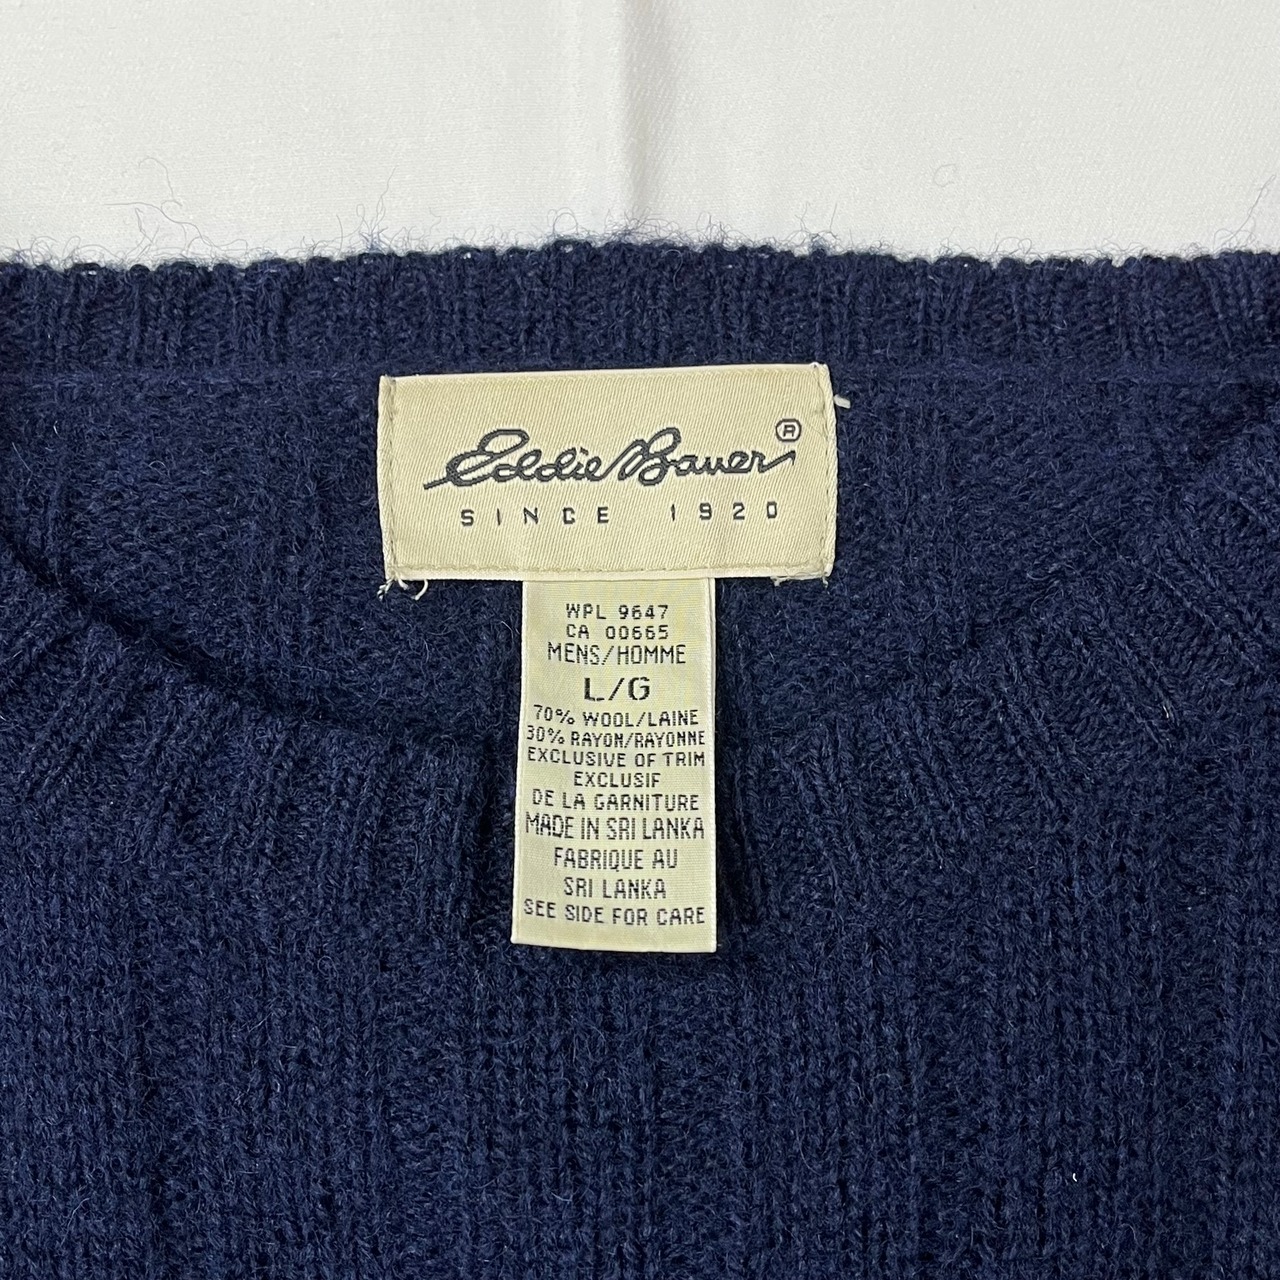 Eddie Bauer®
SINCE 1920
WPL 9647
CA 00665
MENS/HOMME
L/G
70% WOOL/LAINE
30% RAYON/RAYONNE
EXCLUSIVE OF TRIM
EXCLUSIF
DE LA GARNITURE
MADE IN SRI LANKA
FABRIQUE AU
SRI LANKA
SEE SIDE FOR CARE